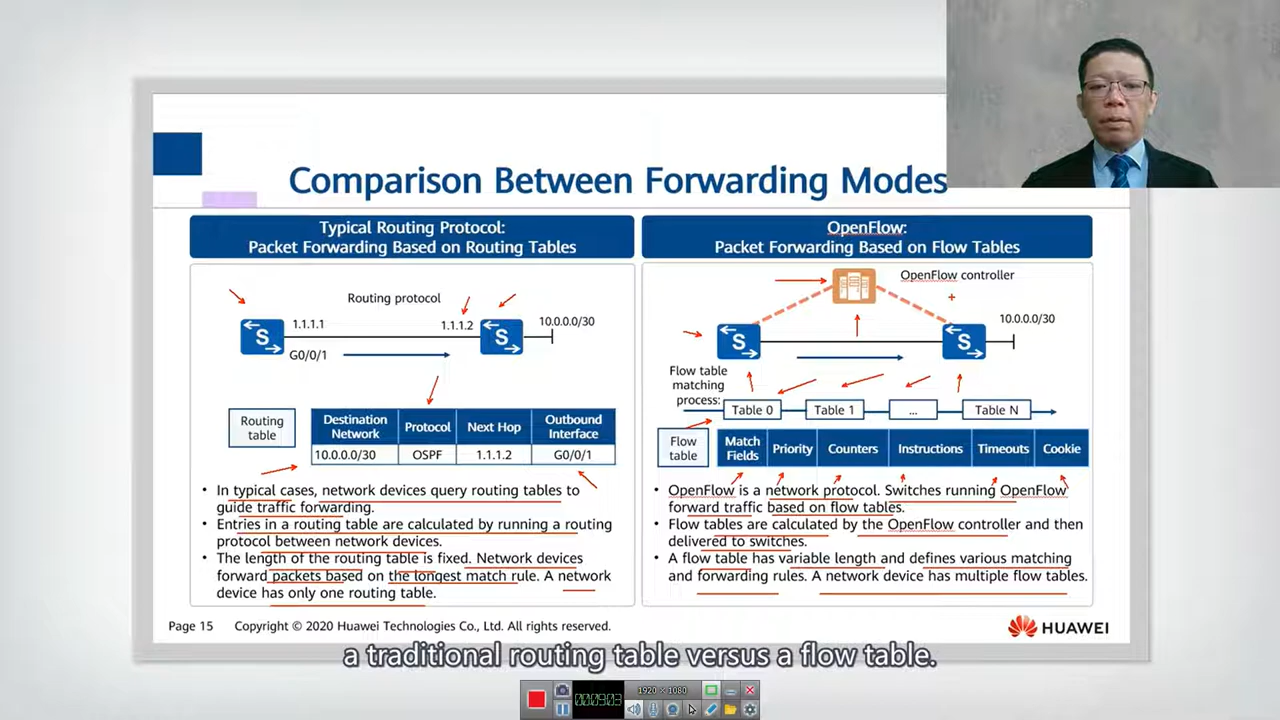 Comparison Between Forwarding Modes
Typical Routing Protocol:
Packet Forwarding Based on Routing Tables
Routing protocol
1.1.1.1
1.1.1.2
10.0.0.0/30
S
S
G0/0/1
Routing
table
Destination
Network
Protocol
Next Hop
Outbound
Interface
10.0.0.0/30
OSPF
1.1.1.2
G0/0/1
• In typical cases, network devices query routing tables to
guide traffic forwarding.
• Entries in a routing table are calculated by running a routing
protocol between network devices.
• The length of the routing table is fixed. Network devices
forward packets based on the longest match rule. A network
device has only one routing table.
OpenFlow:
Packet Forwarding Based on Flow Tables
OpenFlow controller
10.0.0.0/30
S
S
Flow table
matching
process:
Table 0
Table 1
...
Table N
Flow
table
Match
Fields
Priority
Counters
Instructions
Timeouts
Cookie
• OpenFlow is a network protocol. Switches running OpenFlow
forward traffic based on flow tables.
• Flow tables are calculated by the OpenFlow controller and then
delivered to switches.
• A flow table has variable length and defines various matching
and forwarding rules. A network device has multiple flow tables.
Page 15 Copyright © 2020 Huawei Technologies Co., Ltd. All rights reserved.
HUAWEI
a traditional routing table versus a flow table.
1920 × 1080
000:09:03